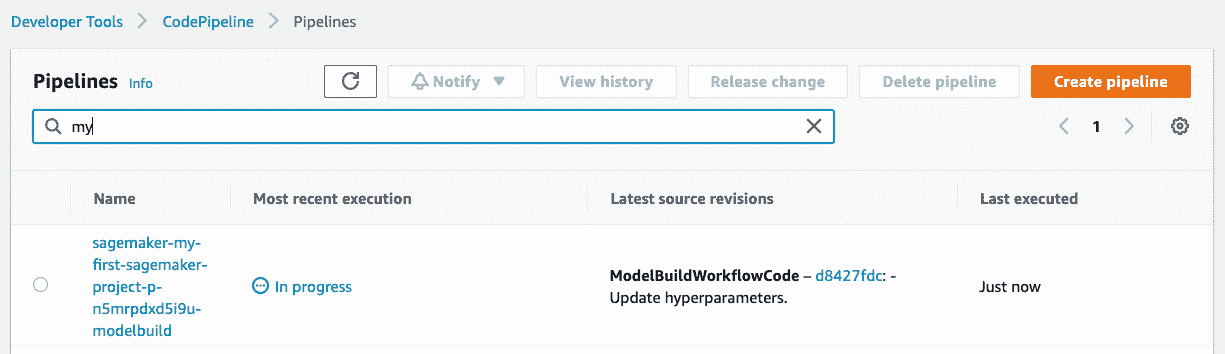 Developer Tools > CodePipeline > Pipelines
Pipelines Info
Notify ▼ View history Release change Delete pipeline Create pipeline
my
< 1 >
Name Most recent execution Latest source revisions Last executed
sagemaker-my-
first-sagemaker-
project-p-
n5mrpdxd5i9u-
modelbuild
In progress
ModelBuildWorkflowCode – d8427fdc: -
Update hyperparameters.
Just now